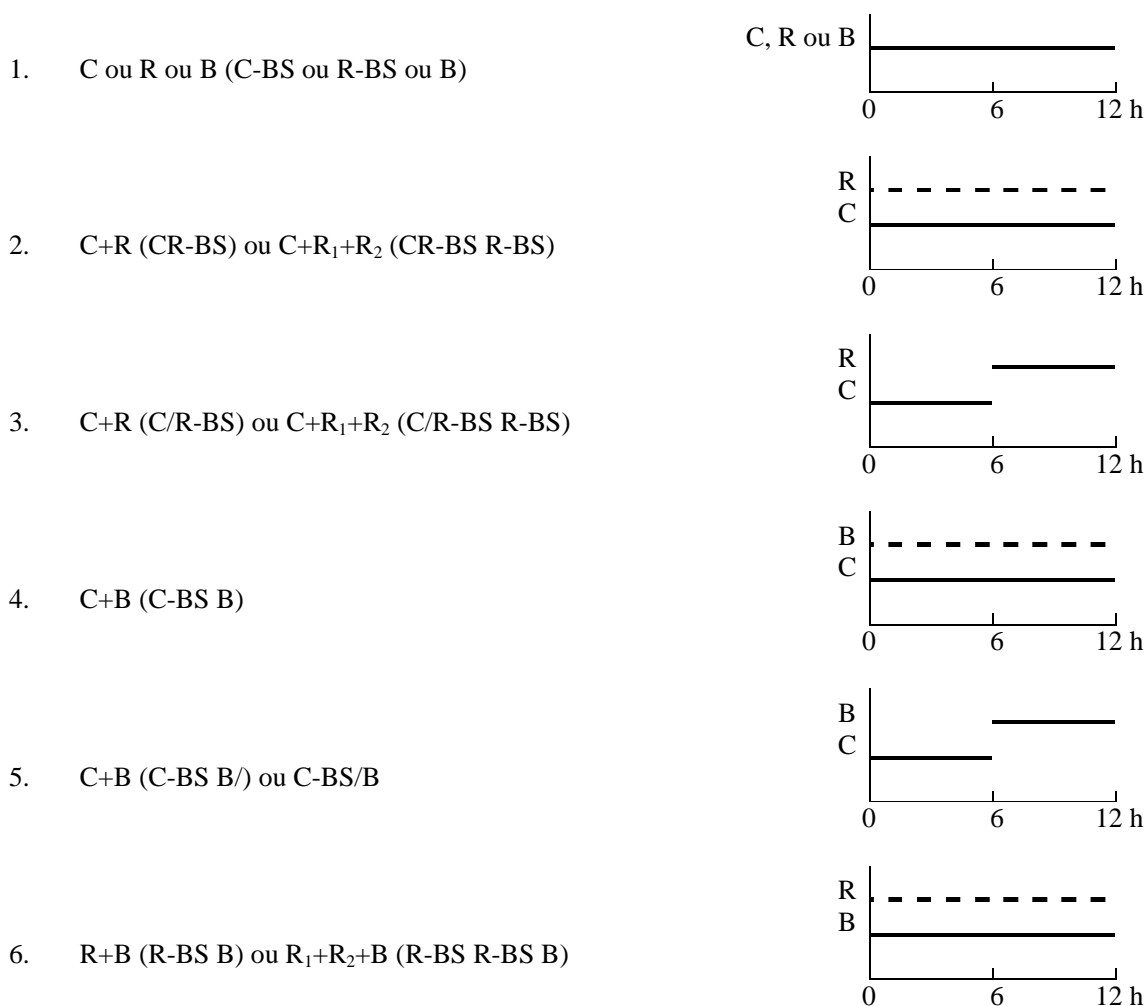 C, R ou B
1. C ou R ou B (C-BS ou R-BS ou B)
0 6 12 h
R
C
2. C+R (CR-BS) ou C+R₁+R₂ (CR-BS R-BS)
0 6 12 h
R
C
3. C+R (C/R-BS) ou C+R₁+R₂ (C/R-BS R-BS)
0 6 12 h
B
C
4. C+B (C-BS B)
0 6 12 h
B
C
5. C+B (C-BS B/) ou C-BS/B
0 6 12 h
R
B
6. R+B (R-BS B) ou R₁+R₂+B (R-BS R-BS B)
0 6 12 h